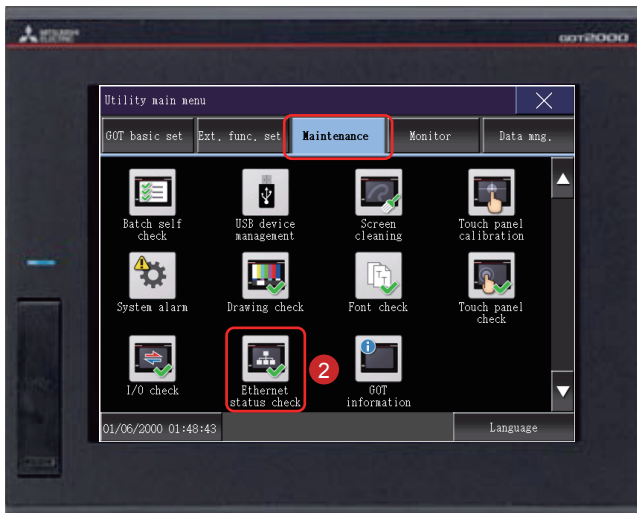 MITSUBISHI
ELECTRIC
GOT2000
Utility main menu
GOT basic set Ext. func. set Maintenance Monitor Data mng.
Batch self
check
USB device
management
Screen
cleaning
Touch panel
calibration
System alarm
Drawing check
Font check
Touch panel
check
I/O check
Ethernet
status check
2
GOT
information
01/06/2000 01:48:43
Language